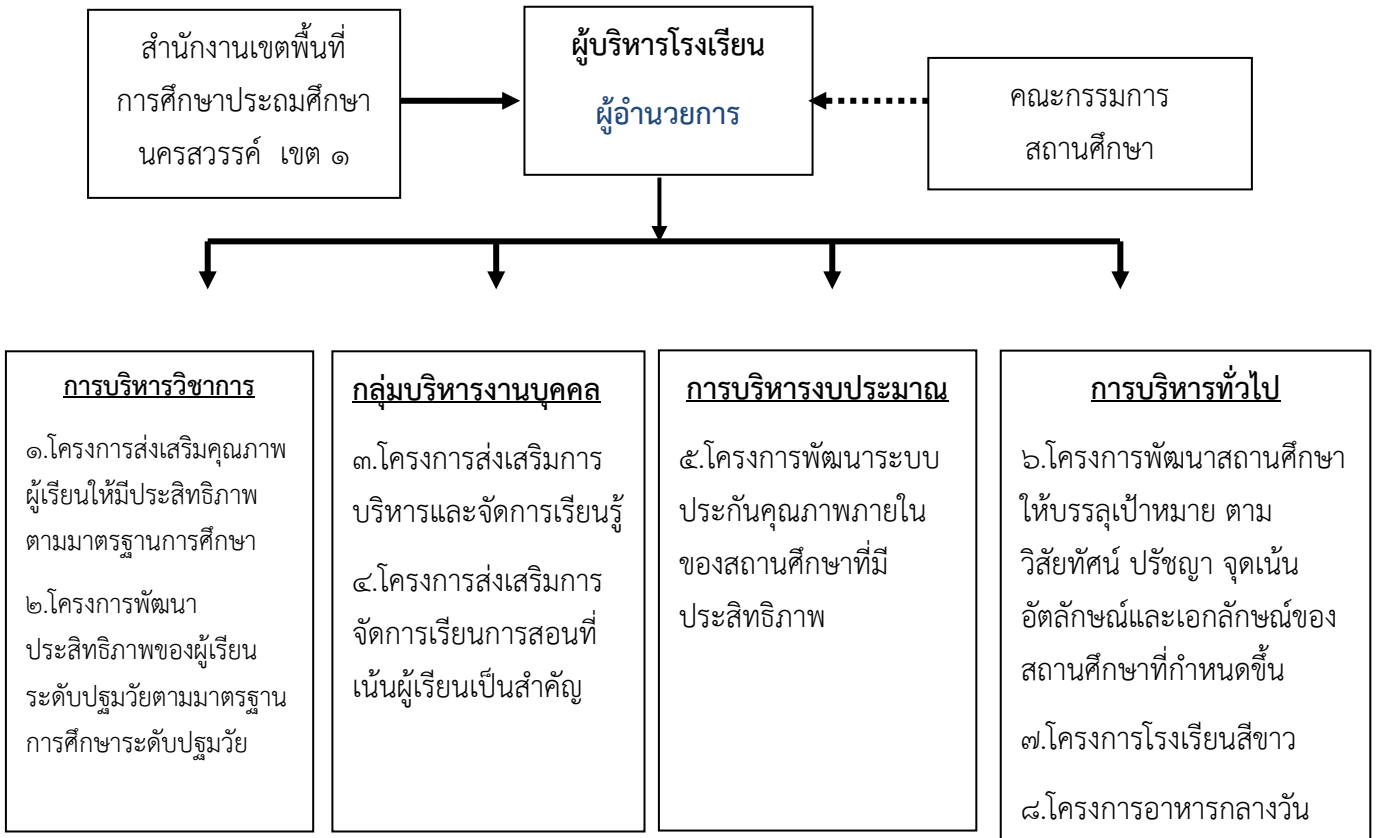 สำนักงานเขตพื้นที่
การศึกษาประถมศึกษา
นครสวรรค์ เขต ๑
ผู้บริหารโรงเรียน
ผู้อำนวยการ
คณะกรรมการ
สถานศึกษา
การบริหารวิชาการ
๑.โครงการส่งเสริมคุณภาพ
ผู้เรียนให้มีประสิทธิภาพ
ตามมาตรฐานการศึกษา
๒.โครงการพัฒนา
ประสิทธิภาพของผู้เรียน
ระดับปฐมวัยตามมาตรฐาน
การศึกษาระดับปฐมวัย
กลุ่มบริหารงานบุคคล
๓.โครงการส่งเสริมการ
บริหารและจัดการเรียนรู้
๔.โครงการส่งเสริมการ
จัดการเรียนการสอนที่
เน้นผู้เรียนเป็นสำคัญ
การบริหารงบประมาณ
๕.โครงการพัฒนาระบบ
ประกันคุณภาพภายใน
ของสถานศึกษาที่มี
ประสิทธิภาพ
การบริหารทั่วไป
๖.โครงการพัฒนาสถานศึกษา
ให้บรรลุเป้าหมาย ตาม
วิสัยทัศน์ ปรัชญา จุดเน้น
อัตลักษณ์และเอกลักษณ์ของ
สถานศึกษาที่กำหนดขึ้น
๗.โครงการโรงเรียนสีขาว
๘.โครงการอาหารกลางวัน